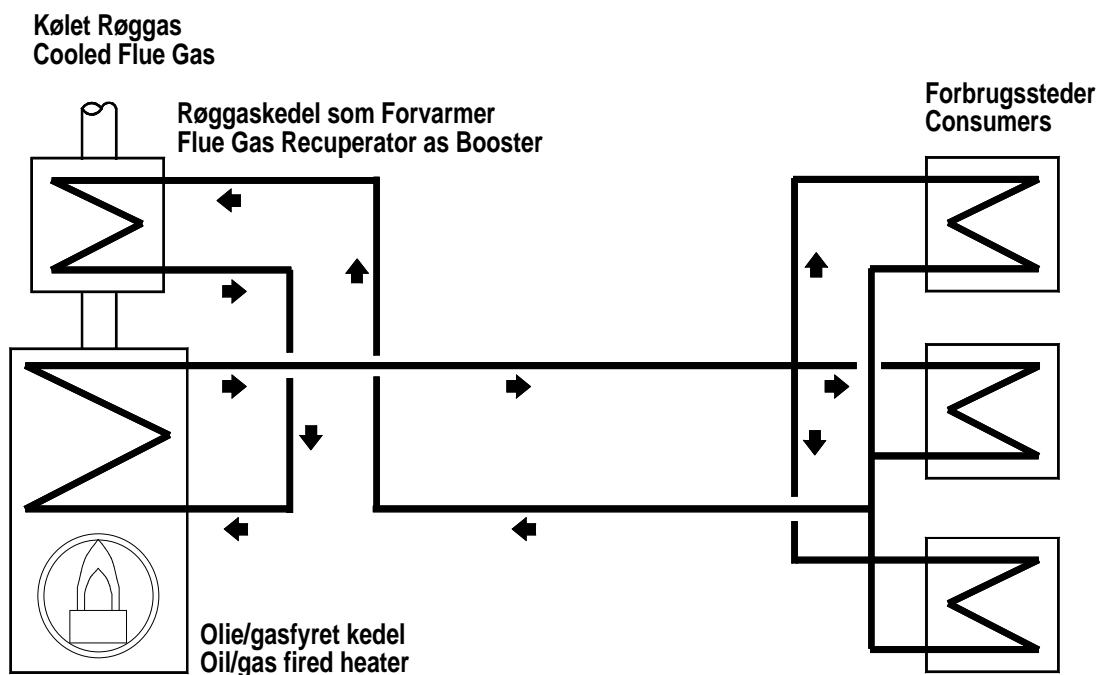 Kølet Røggas
Cooled Flue Gas
Røggaskedel som Forvarmer
Flue Gas Recuperator as Booster
Forbrugssteder
Consumers
Olie/gasfyret kedel
Oil/gas fired heater